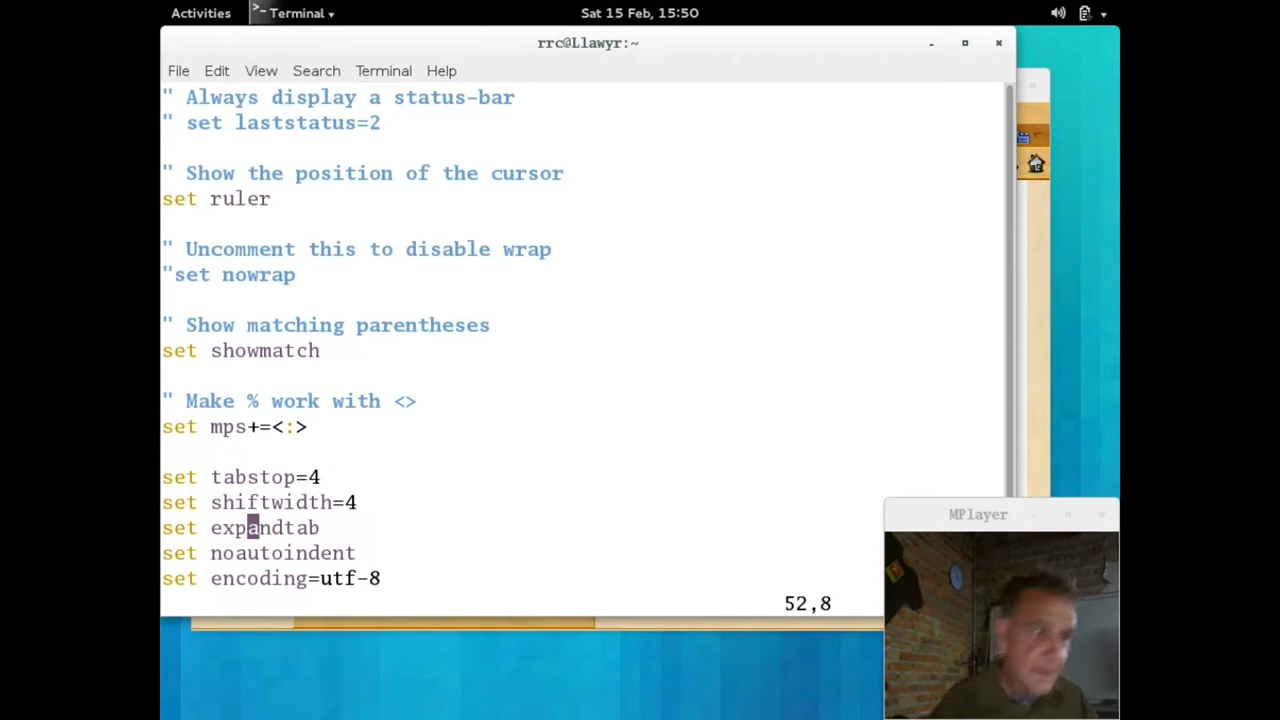 Activities
>- Terminal
Sat 15 Feb, 15:50
rrc@Llawyr:~
File Edit View Search Terminal Help
" Always display a status-bar
" set laststatus=2
" Show the position of the cursor
set ruler
" Uncomment this to disable wrap
"set nowrap
" Show matching parentheses
set showmatch
" Make % work with <>
set mps+=<:>
set tabstop=4
set shiftwidth=4
set expandtab
set noautoindent
set encoding=utf-8
52,8
MPlayer